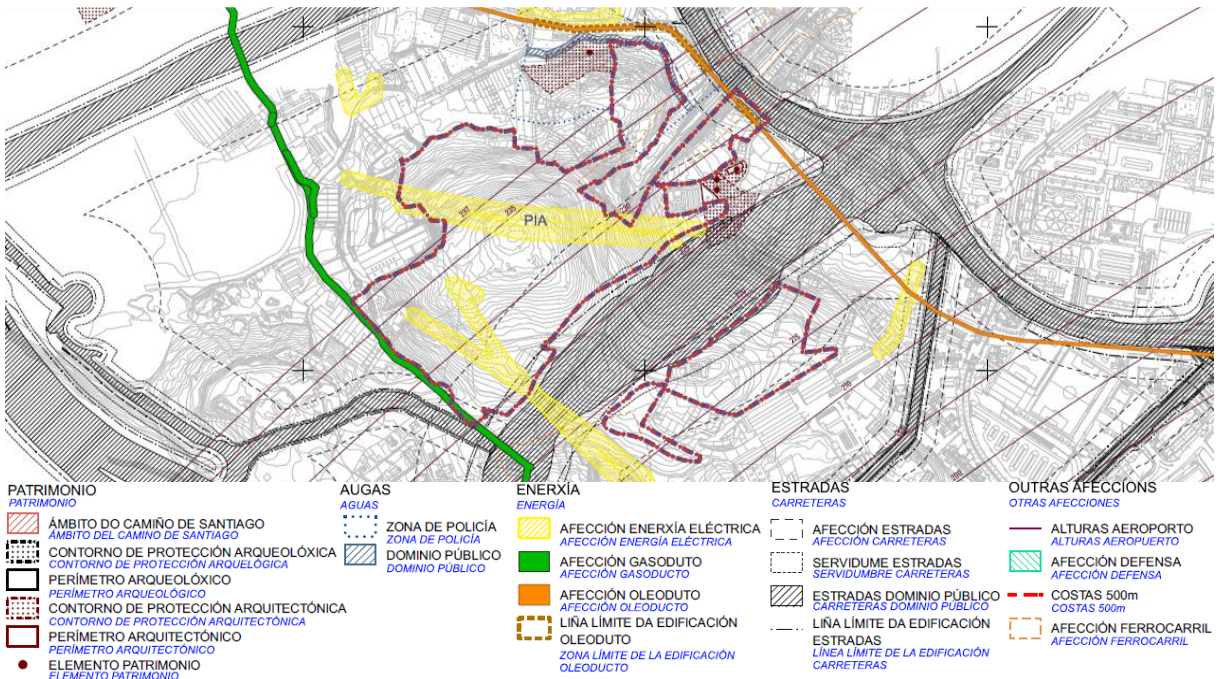 PIA
237
235
PATRIMONIO
PATRIMONIO
ÁMBITO DO CAMIÑO DE SANTIAGO
ÁMBITO DEL CAMINO DE SANTIAGO
CONTORNO DE PROTECCIÓN ARQUEOLÓXICA
CONTORNO DE PROTECCIÓN ARQUELÓGICA
PERÍMETRO ARQUEOLÓXICO
PERÍMETRO ARQUEOLÓGICO
CONTORNO DE PROTECCIÓN ARQUITECTÓNICA
CONTORNO DE PROTECCIÓN ARQUITECTÓNICA
PERÍMETRO ARQUITECTÓNICO
PERÍMETRO ARQUITECTÓNICO
ELEMENTO PATRIMONIO
ELEMENTO PATRIMONIO
AUGAS
AGUAS
ZONA DE POLICÍA
ZONA DE POLICÍA
DOMINIO PÚBLICO
DOMINIO PÚBLICO
ENERXÍA
ENERGÍA
AFECCIÓN ENERXÍA ELÉCTRICA
AFECCIÓN ENERGÍA ELÉCTRICA
AFECCIÓN GASODUTO
AFECCIÓN GASODUCTO
AFECCIÓN OLEODUTO
AFECCIÓN OLEODUCTO
LIÑA LÍMITE DA EDIFICACIÓN
OLEODUTO
ZONA LÍMITE DE LA EDIFICACIÓN
OLEODUCTO
ESTRADAS
CARRETERAS
AFECCIÓN ESTRADAS
AFECCIÓN CARRETERAS
SERVIDUME ESTRADAS
SERVIDUMBRE CARRETERAS
ESTRADAS DOMINIO PÚBLICO
CARRETERAS DOMINIO PÚBLICO
LIÑA LÍMITE DA EDIFICACIÓN
ESTRADAS
LÍNEA LÍMITE DE LA EDIFICACIÓN
CARRETERAS
OUTRAS AFECCIÓNS
OTRAS AFECCIONES
ALTURAS AEROPORTO
ALTURAS AEROPUERTO
AFECCIÓN DEFENSA
AFECCIÓN DEFENSA
COSTAS 500m
COSTAS 500m
AFECCIÓN FERROCARRIL
AFECCIÓN FERROCARRIL